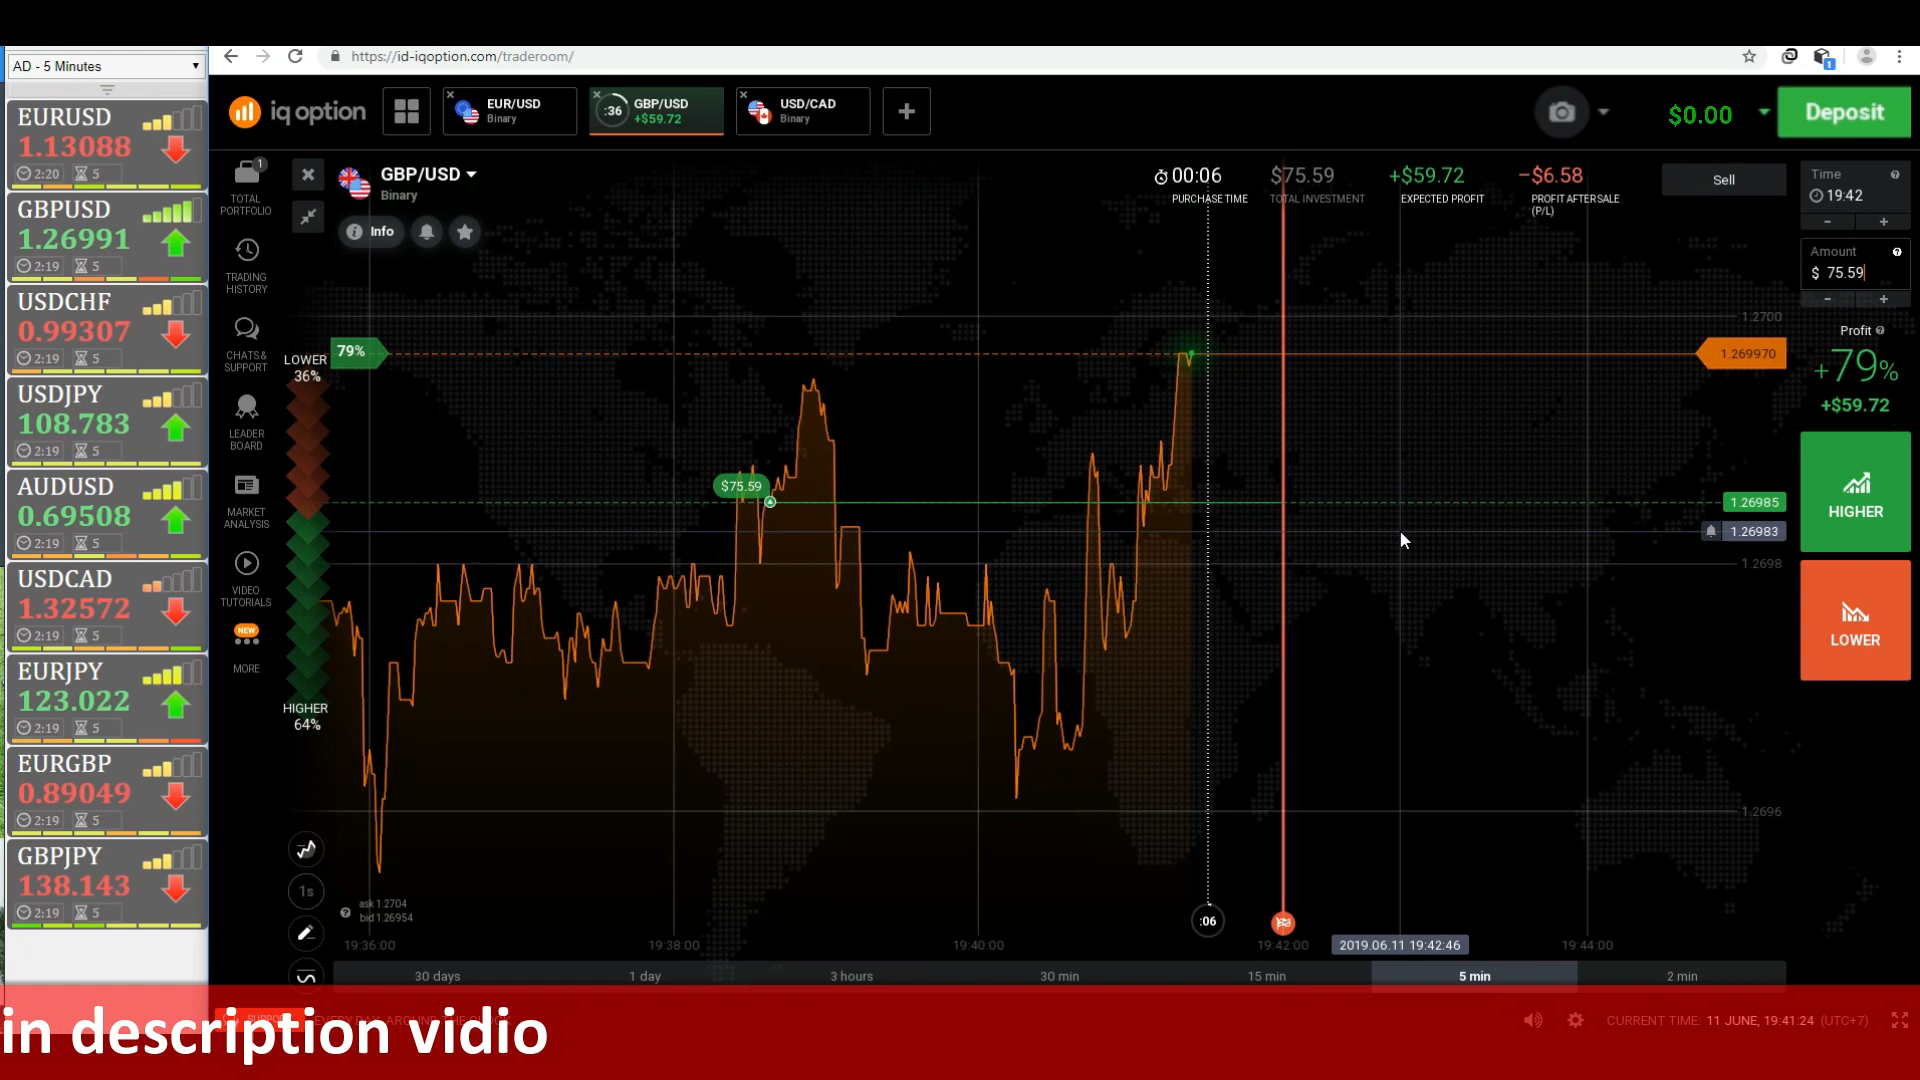 https://id-iqoption.com/traderoom/
AD - 5 Minutes
EURUSD
1.13088
2:20 5
GBPUSD
1.26991
2:19 5
USDCHF
0.99307
2:19 5
USDJPY
108.783
2:19 5
AUDUSD
0.69508
2:19 5
USDCAD
1.32572
2:19 5
EURJPY
123.022
2:19 5
EURGBP
0.89049
2:19 5
GBPJPY
138.143
2:19 5
iq option
EUR/USD
Binary
:36
GBP/USD
+$59.72
USD/CAD
Binary
$0.00
Deposit
1
TOTAL
PORTFOLIO
TRADING
HISTORY
CHATS &
SUPPORT
LEADER
BOARD
MARKET
ANALYSIS
VIDEO
TUTORIALS
NEW
MORE
GBP/USD
Binary
Info
00:06
PURCHASE TIME
$75.59
TOTAL INVESTMENT
+$59.72
EXPECTED PROFIT
−$6.58
PROFIT AFTER SALE
(P/L)
Sell
LOWER
36%
79%
HIGHER
64%
$75.59
1.2700
1.269970
1.26985
1.26983
1.2698
1.2696
1s
ask 1.2704
bid 1.26954
:06
19:36:00
19:38:00
19:40:00
19:42:00
2019.06.11 19:42:46
19:44:00
30 days
1 day
3 hours
30 min
15 min
5 min
2 min
Time
19:42
- +
Amount
$ 75.59
- +
Profit
+79%
+$59.72
HIGHER
LOWER
in description vidio
SUPPORT
EVERY DAY, AROUND THE CLOCK
CURRENT TIME: 11 JUNE, 19:41:24 (UTC+7)